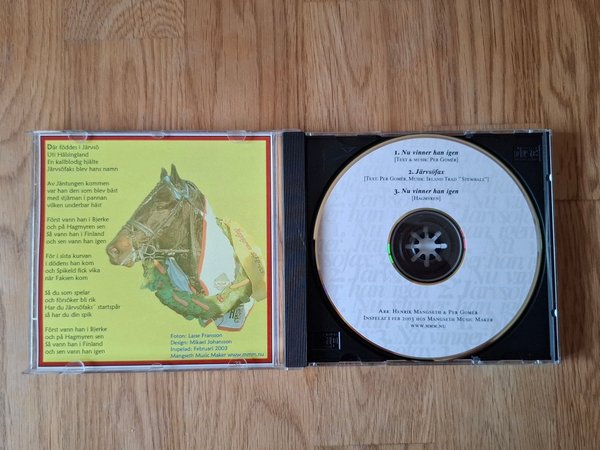 Där föddes i Järvsö
Uti Hälsingland
En kallblodig hjälte
Järvsöfaks blev hans namn
Av Jäntungen kommen
var han den som blev bäst
med stjärnan i pannan
vilken underbar häst
Först vann han i Bjerke
och på Hagmyren sen
Så vann han i Finland
och sen vann han igen
För i sista kurvan
i dödens han kom
och Spikeld fick vika
när Faksen kom
Så du som spelar
och försöker bli rik
Har du Järvsöfaks´ startspår
så har du din spik
Först vann han i Bjerke
och på Hagmyren sen
Så vann han i Finland
och sen vann han igen
Foton: Lasse Fransson
Design: Mikael Johansson
Inspelad: Februari 2003
Mangseth Music Maker www.mmm.nu
1. Nu vinner han igen
[Text & musik: Per Gomér]
2. Järvsöfax
[Text: Per Gomér, Musik: Irland Trad "Stewball"]
3. Nu vinner han igen
[Hagmyren]
Arr. Henrik Mangseth & Per Gomér
Inspelat i feb 2003 hos Mangseth Music Maker
www.mmm.nu